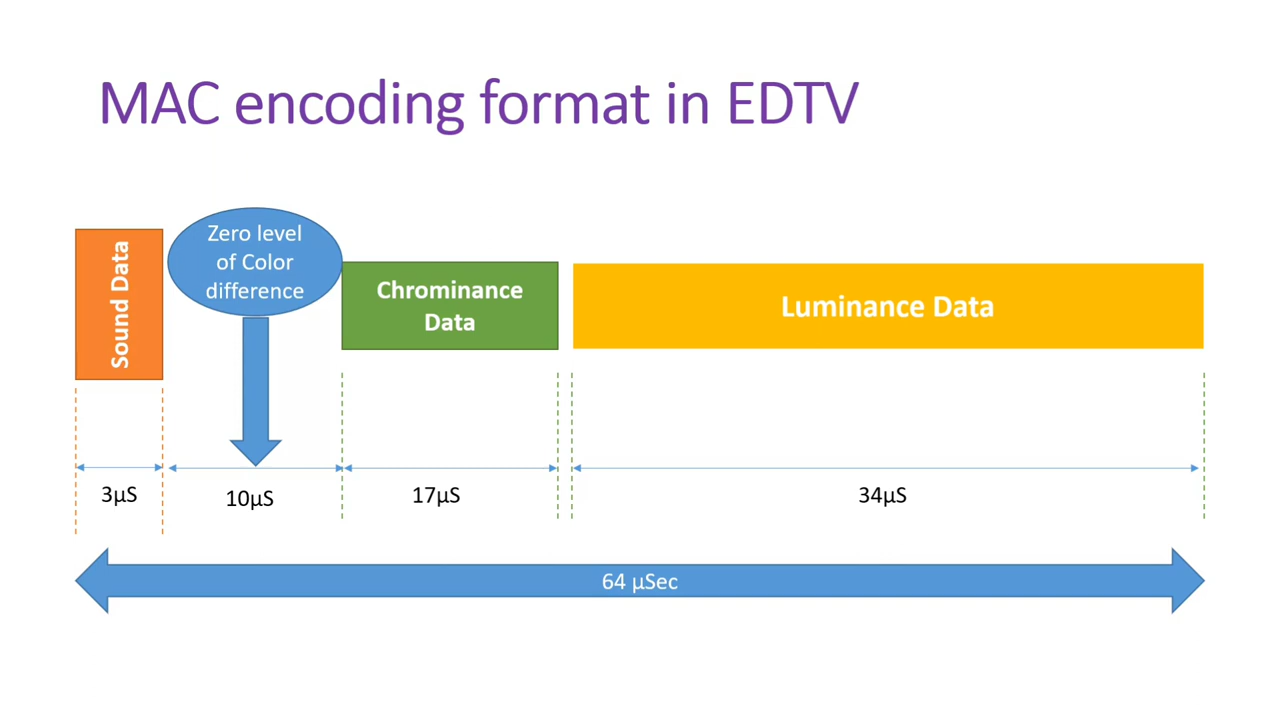 MAC encoding format in EDTV
Sound Data
Zero level
of Color
difference
Chrominance
Data
Luminance Data
3µS
10µS
17µS
34µS
64 µSec